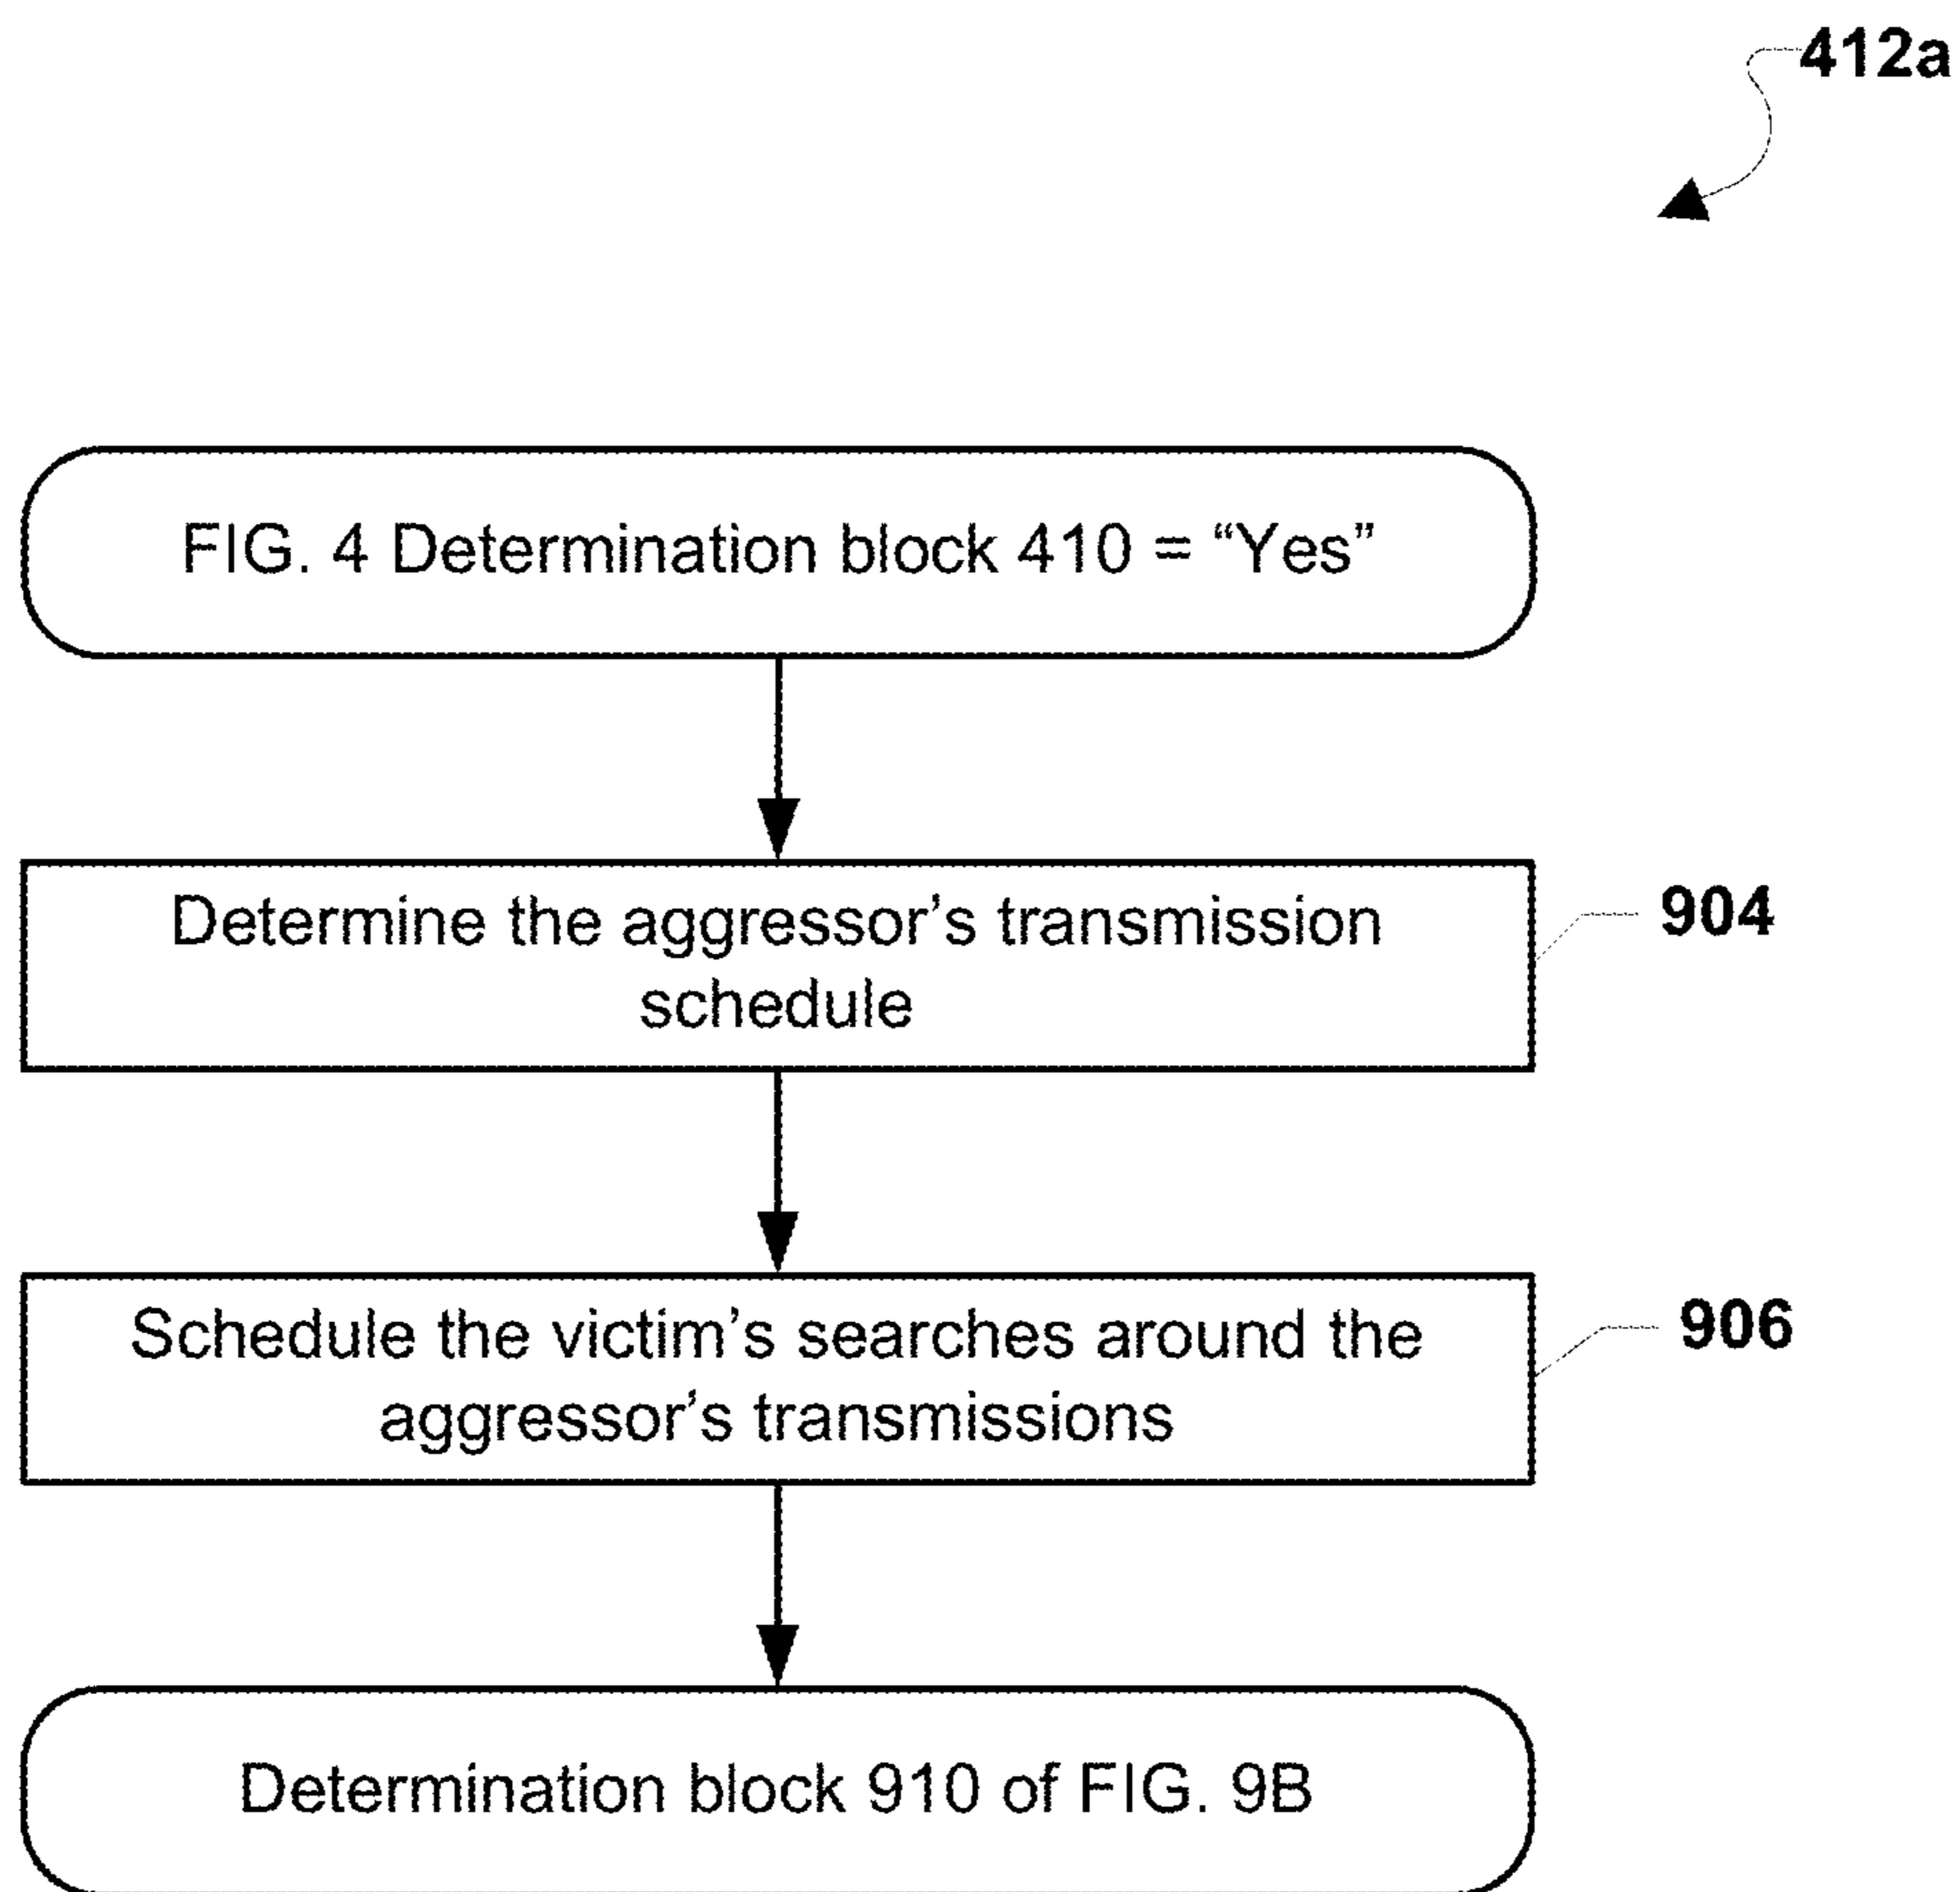 412a
FIG. 4 Determination block 410 = “Yes”
Determine the aggressor’s transmission
schedule
904
Schedule the victim’s searches around the
aggressor’s transmissions
906
Determination block 910 of FIG. 9B